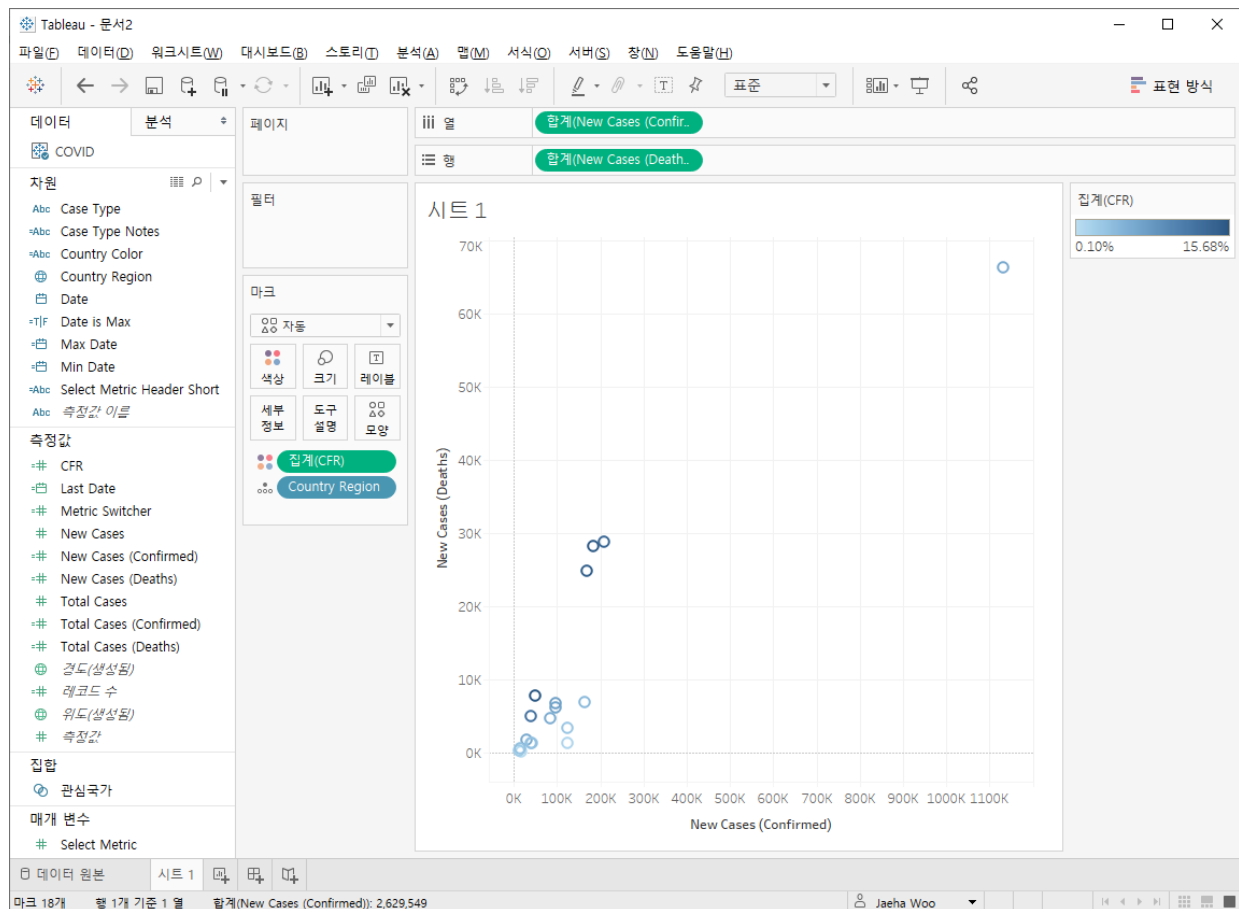 Tableau - 문서2
파일(F) 데이터(D) 워크시트(W) 대시보드(B) 스토리(T) 분석(A) 맵(M) 서식(O) 서버(S) 창(N) 도움말(H)
표준
표현 방식
데이터 분석
COVID
차원
Abc Case Type
=Abc Case Type Notes
=Abc Country Color
Country Region
Date
=T|F Date is Max
Max Date
Min Date
=Abc Select Metric Header Short
Abc 측정값 이름
측정값
=# CFR
Last Date
=# Metric Switcher
# New Cases
=# New Cases (Confirmed)
=# New Cases (Deaths)
# Total Cases
=# Total Cases (Confirmed)
=# Total Cases (Deaths)
경도(생성됨)
=# 레코드 수
위도(생성됨)
# 측정값
집합
관심국가
매개 변수
# Select Metric
페이지
필터
마크
자동
색상 크기 레이블
세부 정보 도구 설명 모양
집계(CFR)
Country Region
iii 열 합계(New Cases (Confir..
행 합계(New Cases (Death..
시트 1
70K
60K
50K
40K
30K
20K
10K
0K
New Cases (Deaths)
0K 100K 200K 300K 400K 500K 600K 700K 800K 900K 1000K 1100K
New Cases (Confirmed)
집계(CFR)
0.10% 15.68%
데이터 원본 시트 1
마크 18개 행 1개 기준 1 열 합계(New Cases (Confirmed)): 2,629,549 Jaeha Woo